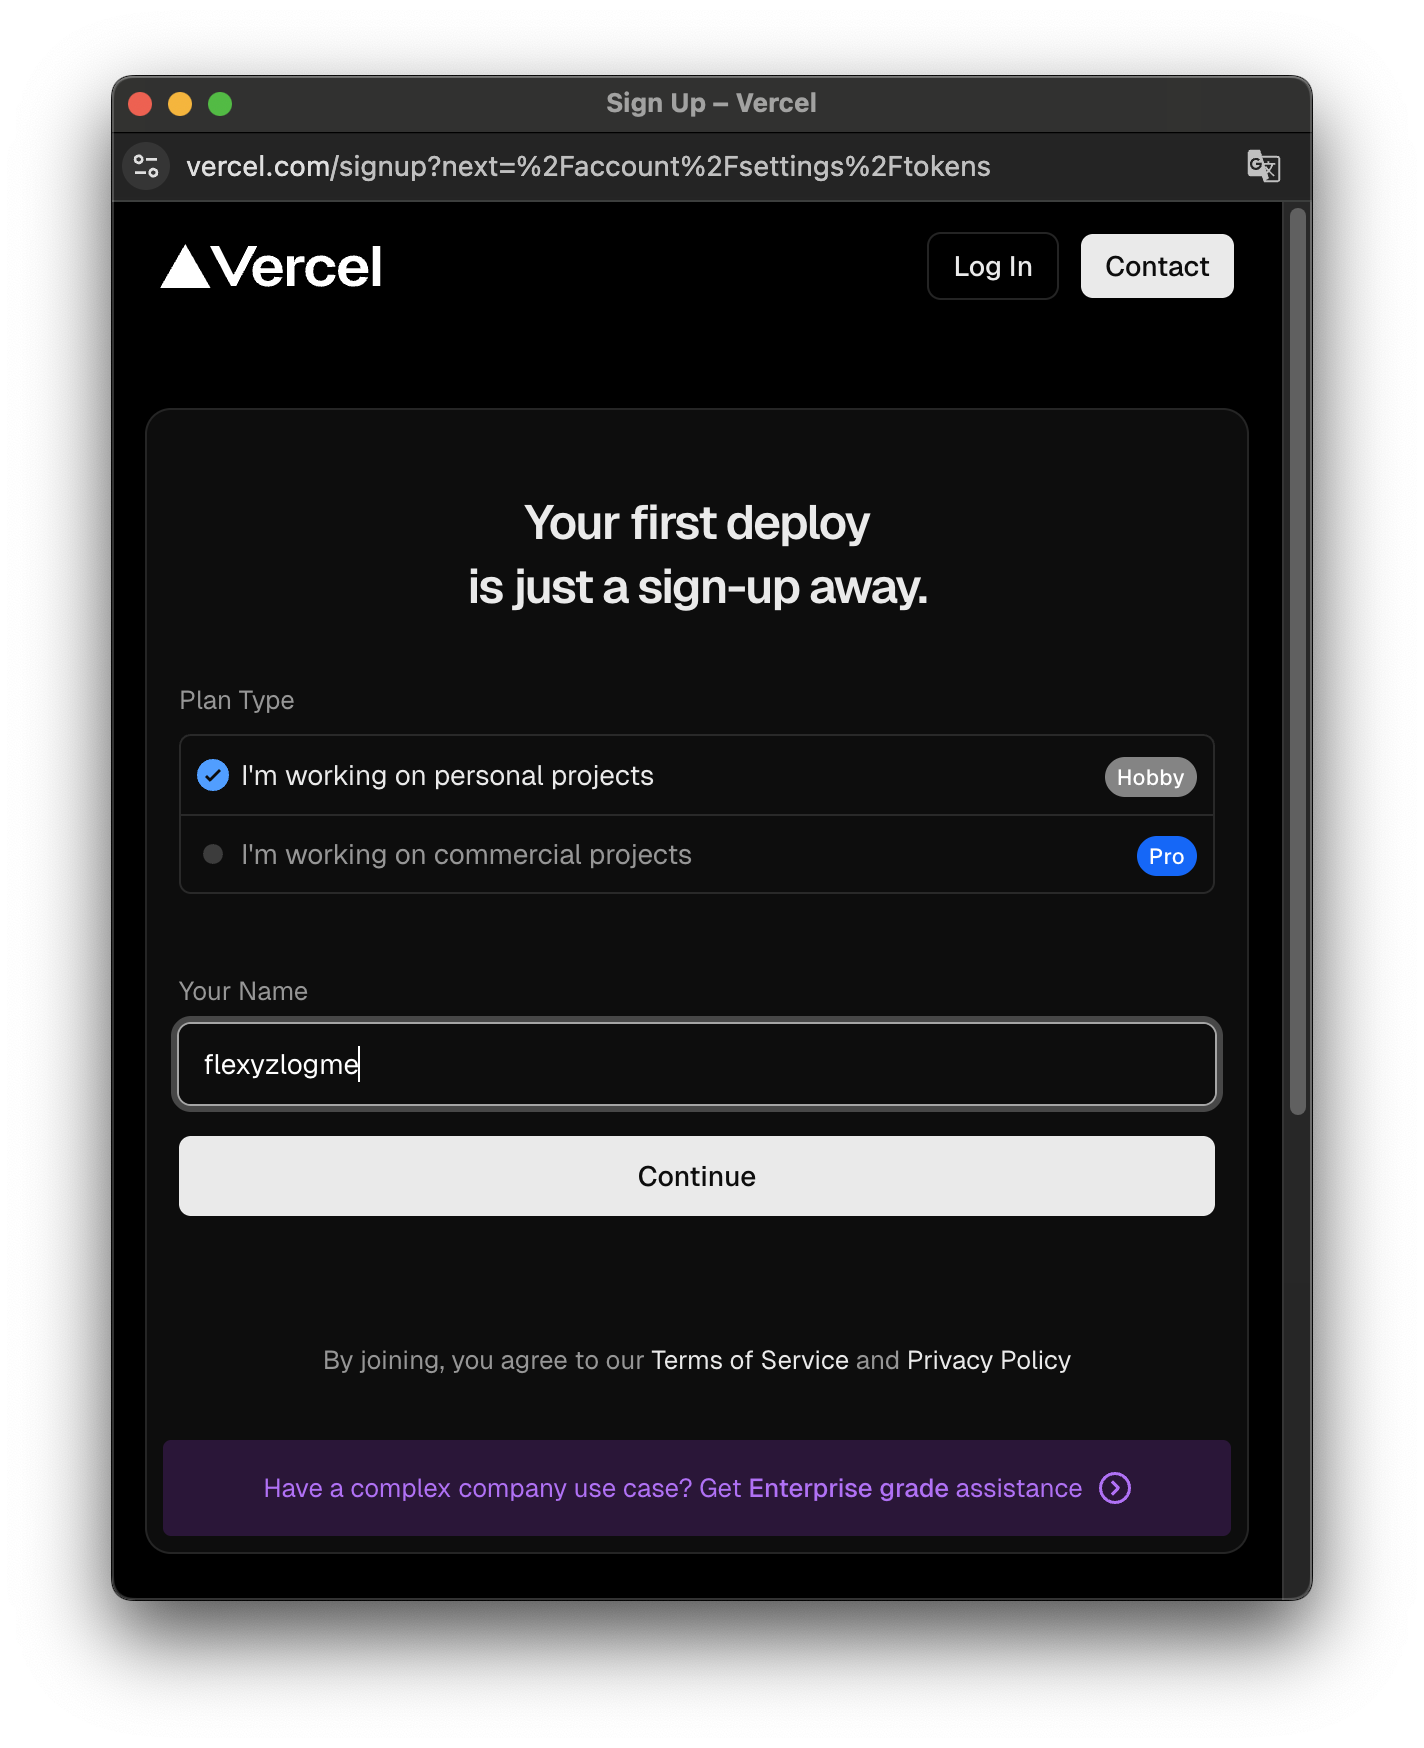 Sign Up – Vercel
vercel.com/signup?next=%2Faccount%2Fsettings%2Ftokens
Vercel
Log In
Contact
Your first deploy
is just a sign-up away.
Plan Type
I'm working on personal projects
Hobby
I'm working on commercial projects
Pro
Your Name
flexyzlogme
Continue
By joining, you agree to our Terms of Service and Privacy Policy
Have a complex company use case? Get Enterprise grade assistance